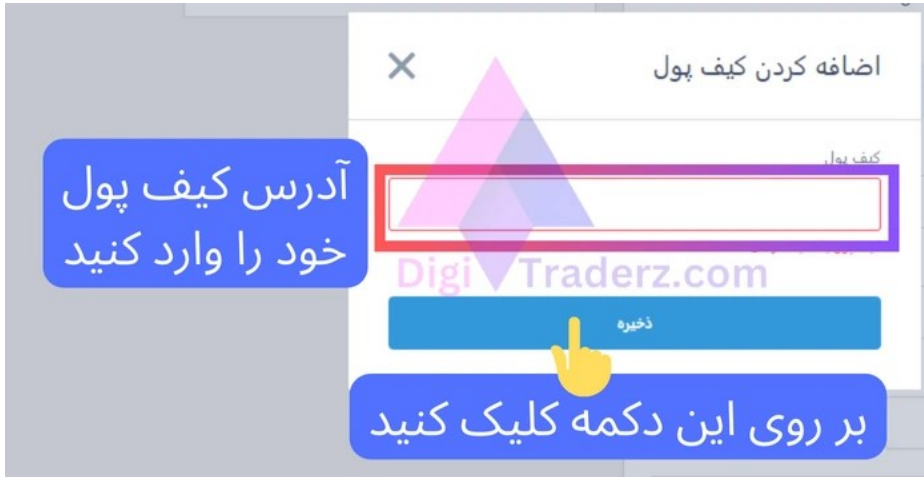 اضافه کردن کیف پول
کیف پول
آدرس کیف پول
خود را وارد کنید
Digi Traderz.com
ذخیره
بر روی این دکمه کلیک کنید